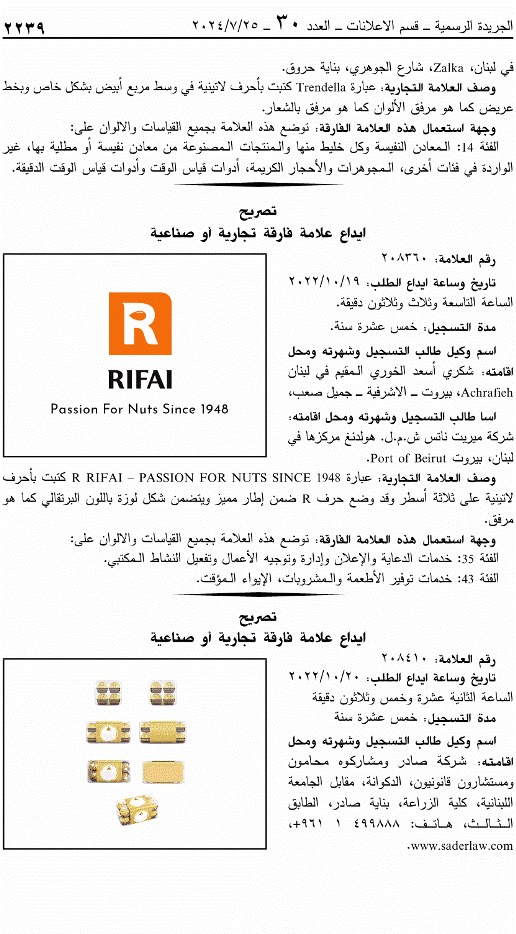 الجريدة الرسمية ــ قسم الاعلانات ــ العدد ٣٠ ــ ٢٠٢٤/٧/٢٥
٢٢٣٩
في لبنان، Zalka، شارع الجوهري، بناية حروق.
وصف العلامة التجارية: عبارة Trendella كتبت بأحرف لاتينية في وسط مربع أبيض بشكل خاص وبخط
عريض كما هو مرفق الألوان كما هو مرفق بالشعار.
وجهة استعمال هذه العلامة الفارقة: توضع هذه العلامة بجميع القياسات والالوان على:
الفئة 14: المعادن النفيسة وكل خليط منها والمنتجات المصنوعة من معادن نفيسة أو مطلية بها، غير
الواردة في فئات أخرى، المجوهرات والأحجار الكريمة، أدوات قياس الوقت وأدوات قياس الوقت الدقيقة.
تصريح
ايداع علامة فارقة تجارية أو صناعية
رقم العلامة: ٢٠٨٣٦٠
تاريخ وساعة ايداع الطلب: ٢٠٢٢/١٠/١٩
الساعة التاسعة وثلاث وثلاثون دقيقة.
مدة التسجيل: خمس عشرة سنة.
اسم وكيل طالب التسجيل وشهرته ومحل
اقامته: شكري أسعد الخوري المقيم في لبنان
Achrafieh، بيروت ــ الاشرفية ــ جميل صعب،
اسا طالب التسجيل وشهرته ومحل اقامته:
شركة ميريت ناتس ش.م.ل. هولدنغ مركزها في
لبنان، بيروت Port of Beirut.
R
RIFAI
Passion For Nuts Since 1948
وصف العلامة التجارية: عبارة R RIFAI – PASSION FOR NUTS SINCE 1948 كتبت بأحرف
لاتينية على ثلاثة أسطر وقد وضع حرف R ضمن إطار مميز ويتضمن شكل لوزة باللون البرتقالي كما هو
مرفق.
وجهة استعمال هذه العلامة الفارقة: توضع هذه العلامة بجميع القياسات والالوان على:
الفئة 35: خدمات الدعاية والإعلان وإدارة وتوجيه الأعمال وتفعيل النشاط المكتبي.
الفئة 43: خدمات توفير الأطعمة والمشروبات، الإيواء المؤقت.
تصريح
ايداع علامة فارقة تجارية أو صناعية
رقم العلامة: ٢٠٨٤١٠
تاريخ وساعة ايداع الطلب: ٢٠٢٢/١٠/٢٠
الساعة الثانية عشرة وخمس وثلاثون دقيقة
مدة التسجيل: خمس عشرة سنة
اسم وكيل طالب التسجيل وشهرته ومحل
اقامته: شركة صادر ومشاركوه محامون
ومستشارون قانونيون، الدكوانة، مقابل الجامعة
اللبنانية، كلية الزراعة، بناية صادر، الطابق
الـثـالـث، هـاتـف: ٤٩٩٨٨٨ ١ ٩٦١+،
www.saderlaw.com.